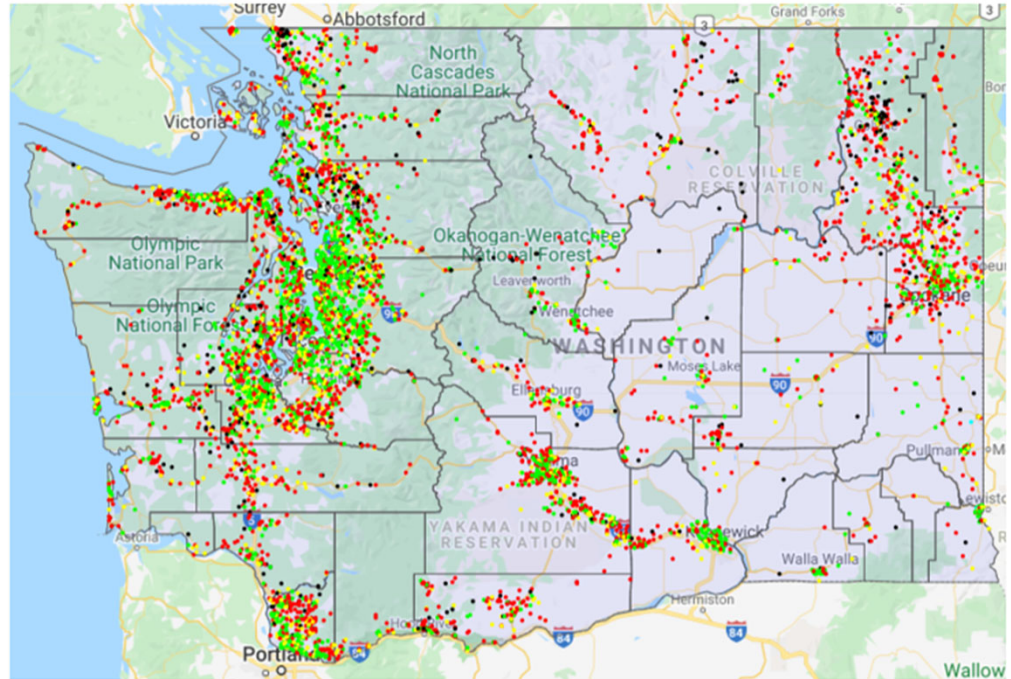 Surrey
Abbotsford
Grand Forks
3
3
North
Cascades
National Park
Victoria
COLVILLE
RESERVATION
Olympic
National Park
Okanogan-Wenatchee
National Forest
Leavenworth
Olympic
National Forest
Wenatchee
WASHINGTON
90
Moses Lake
90
Ellensburg
90
Pullman
YAKAMA INDIAN
RESERVATION
Astoria
Walla Walla
Hermiston
84
84
Portland
Wallow